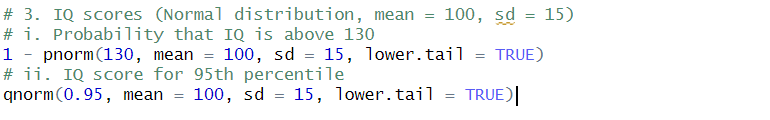 # 3. IQ scores (Normal distribution, mean = 100, sd = 15)
# i. Probability that IQ is above 130
1 - pnorm(130, mean = 100, sd = 15, lower.tail = TRUE)
# ii. IQ score for 95th percentile
qnorm(0.95, mean = 100, sd = 15, lower.tail = TRUE)